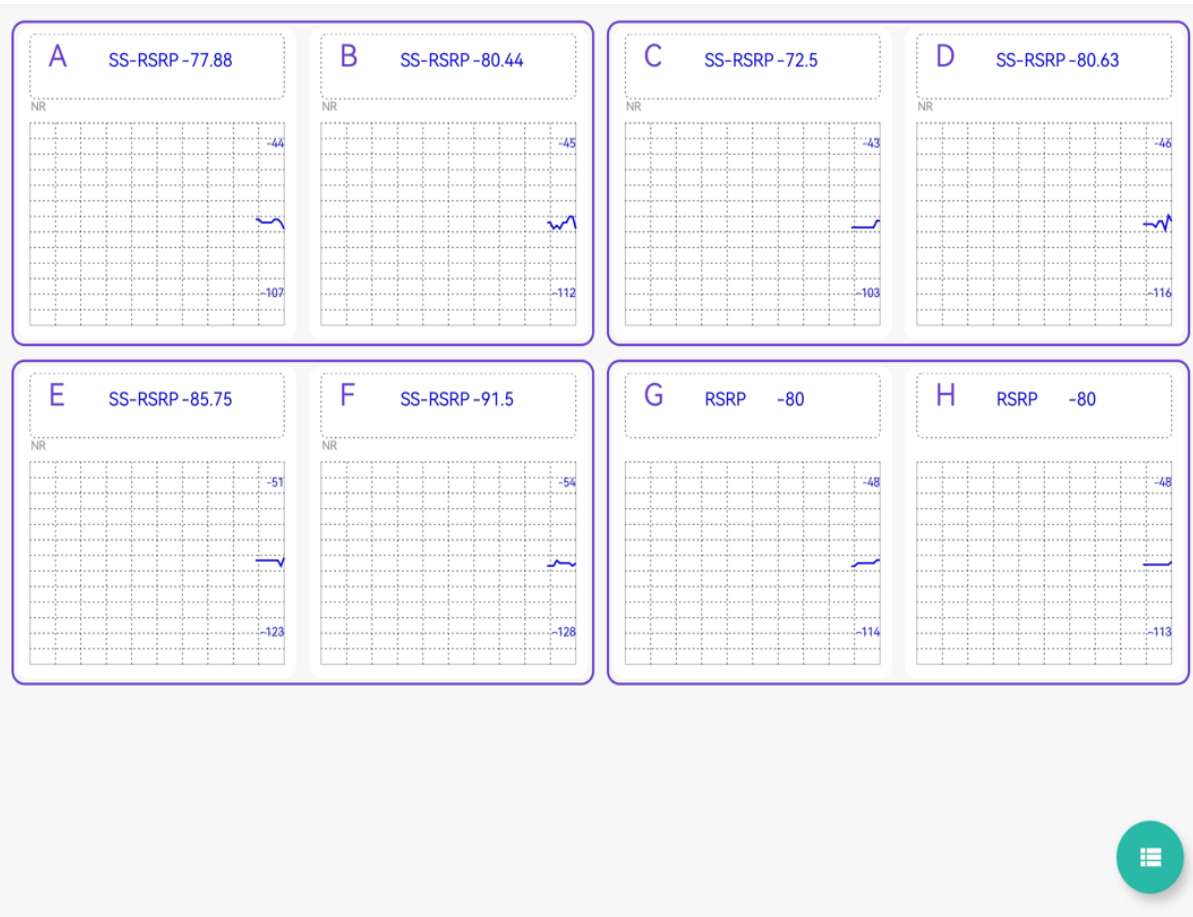 A SS-RSRP -77.88
NR
-44
-107
B SS-RSRP -80.44
NR
-45
-112
C SS-RSRP -72.5
NR
-43
-103
D SS-RSRP -80.63
NR
-46
-116
E SS-RSRP -85.75
NR
-51
-123
F SS-RSRP -91.5
NR
-54
-128
G RSRP -80
-48
-114
H RSRP -80
-48
-113